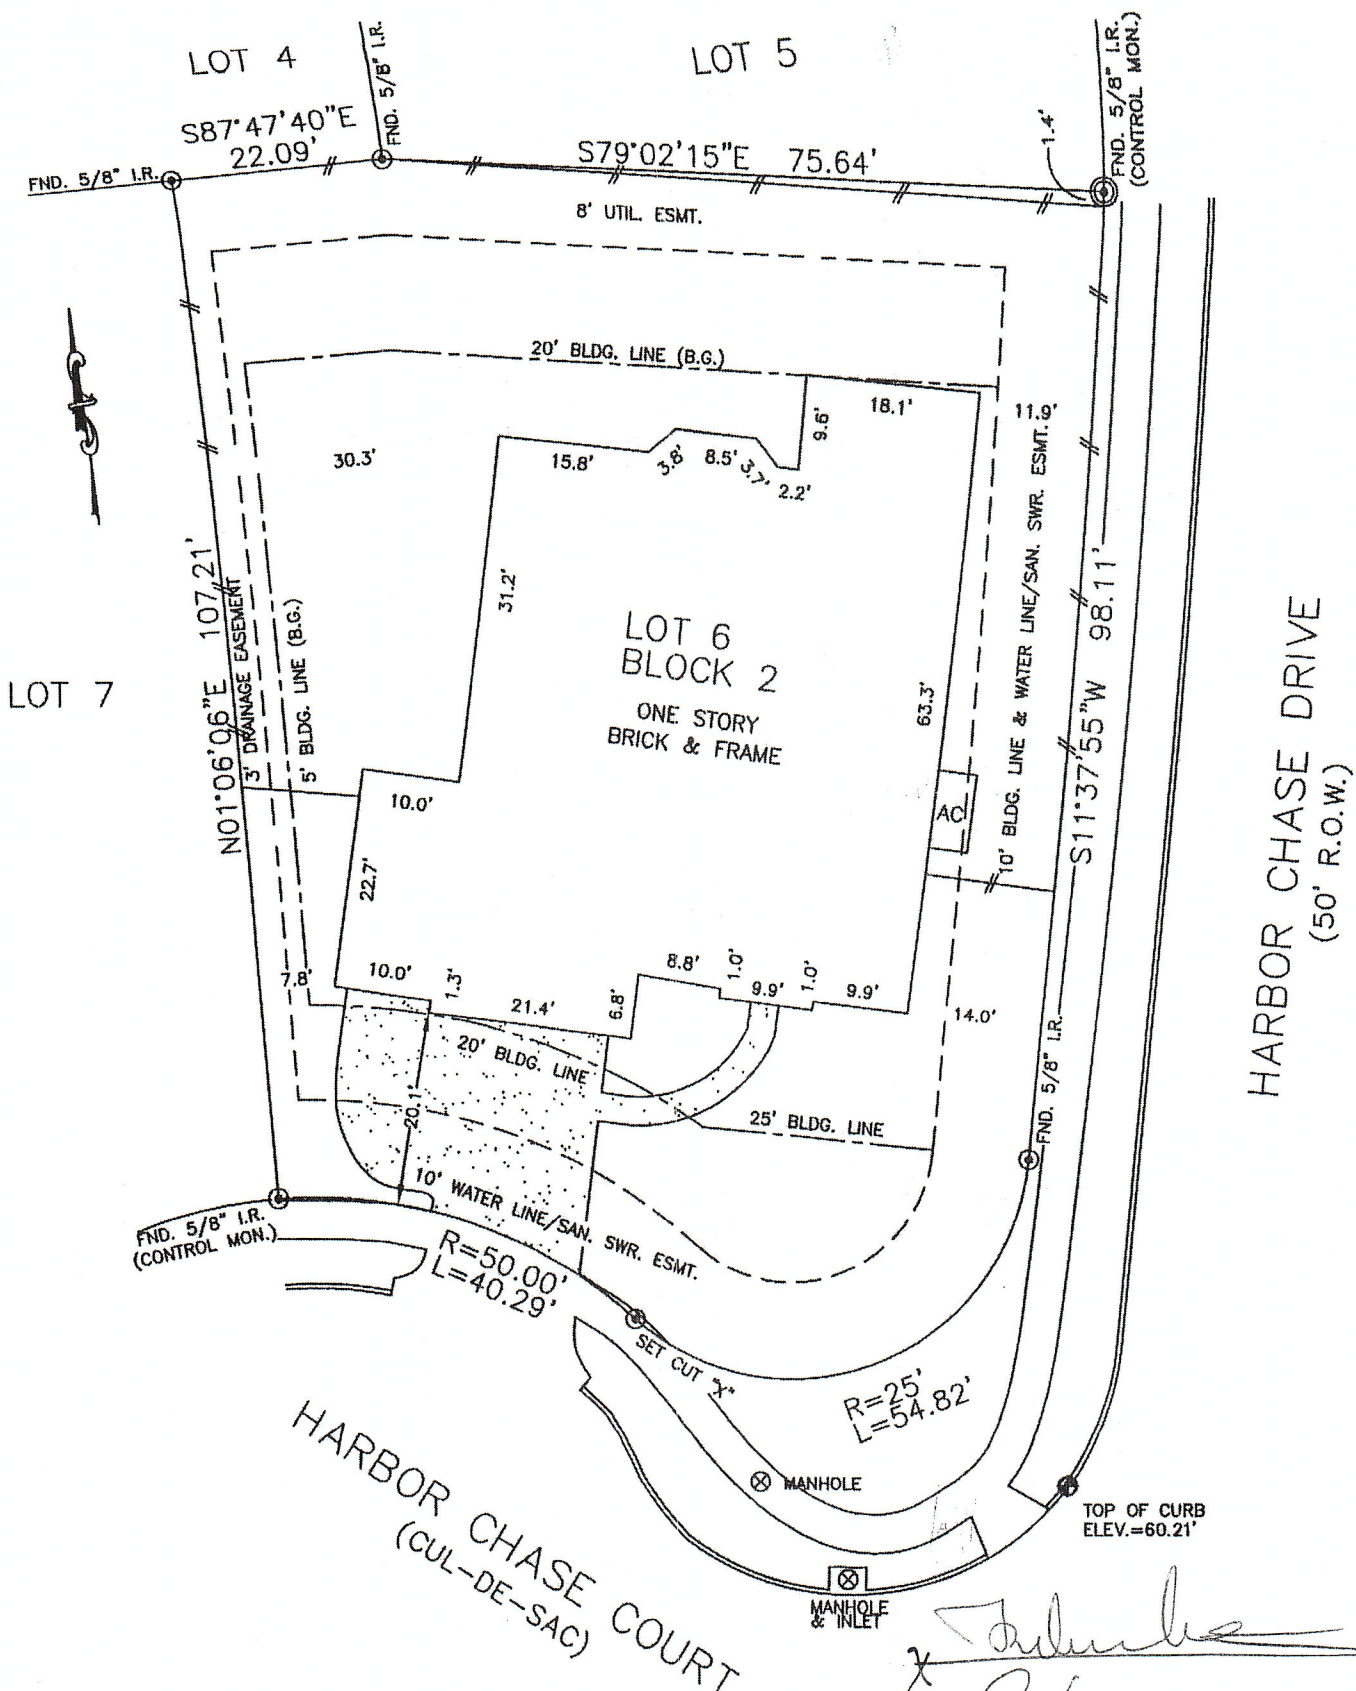 LOT 4
LOT 5
FND. 5/8" I.R.
FND. 5/8" I.R.
(CONTROL MON.)
S87°47'40"E
22.09'
S79°02'15"E 75.64'
1.4'
FND. 5/8" I.R.
8' UTIL. ESMT.
20' BLDG. LINE (B.G.)
18.1'
9.6'
11.9'
30.3'
15.8'
3.8'
8.5'
3.7'
2.2'
31.2'
10' BLDG. LINE & WATER LINE/SAN. SWR. ESMT.
N01°06'06"E 107.21'
3' DRAINAGE EASEMENT
5' BLDG. LINE (B.G.)
LOT 6
BLOCK 2
ONE STORY
BRICK & FRAME
63.3'
S11°37'55"W 98.11'
LOT 7
HARBOR CHASE DRIVE
(50' R.O.W.)
10.0'
AC
22.7'
7.8'
10.0'
1.3'
21.4'
6.8'
8.8'
1.0'
9.9'
1.0'
9.9'
14.0'
20' BLDG. LINE
20.1'
25' BLDG. LINE
FND. 5/8" I.R.
10' WATER LINE/SAN. SWR. ESMT.
FND. 5/8" I.R.
(CONTROL MON.)
R=50.00'
L=40.29'
SET CUT "X"
R=25'
L=54.82'
MANHOLE
TOP OF CURB
ELEV.=60.21'
HARBOR CHASE COURT
(CUL-DE-SAC)
MANHOLE
& INLET
X